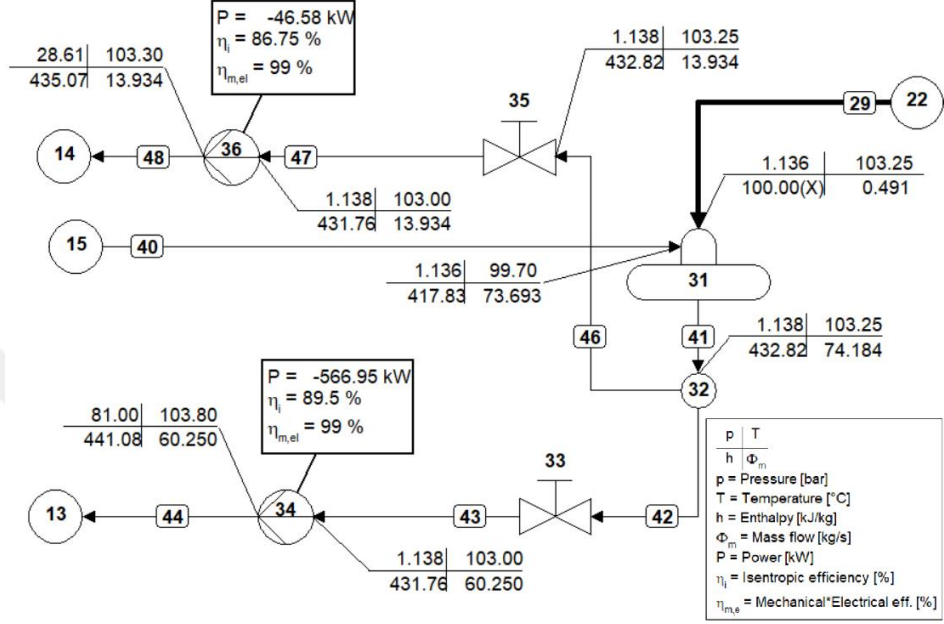 P = -46.58 kW
ηi = 86.75 %
ηm,el = 99 %
28.61 103.30
435.07 13.934
1.138 103.25
432.82 13.934
35
29
22
14
48
36
47
1.136 103.25
100.00(X) 0.491
1.138 103.00
431.76 13.934
15
40
31
1.136 99.70
417.83 73.693
46
41
1.138 103.25
432.82 74.184
32
P = -566.95 kW
ηi = 89.5 %
ηm,el = 99 %
81.00 103.80
441.08 60.250
33
13
44
34
43
42
1.138 103.00
431.76 60.250
p T
h Φm
p = Pressure [bar]
T = Temperature [°C]
h = Enthalpy [kJ/kg]
Φm = Mass flow [kg/s]
P = Power [kW]
ηi = Isentropic efficiency [%]
ηm,e = Mechanical*Electrical eff. [%]